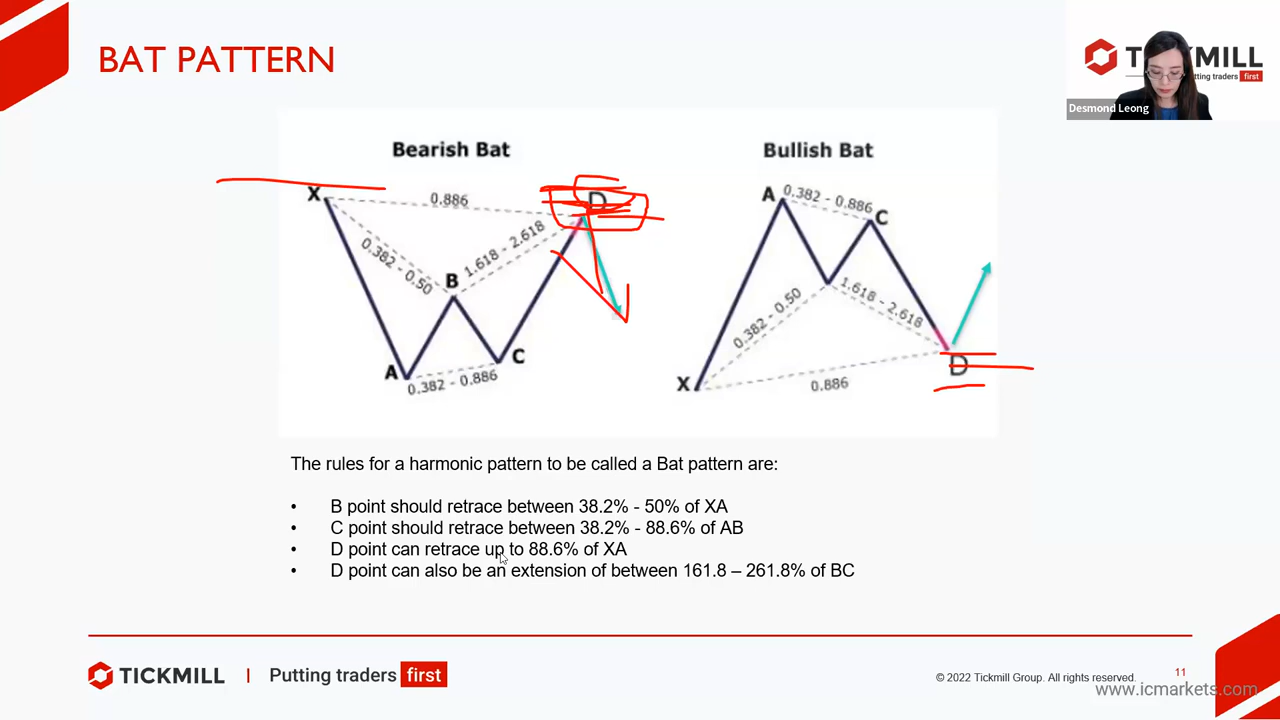 BAT PATTERN
TICKMILL
Putting traders first
Desmond Leong
Bearish Bat
Bullish Bat
X
0.886
D
0.382 - 0.50
1.618 - 2.618
B
A
C
0.382 - 0.886
A
0.382 - 0.886
C
0.382 - 0.50
1.618 - 2.618
X
0.886
D
The rules for a harmonic pattern to be called a Bat pattern are:
• B point should retrace between 38.2% - 50% of XA
• C point should retrace between 38.2% - 88.6% of AB
• D point can retrace up to 88.6% of XA
• D point can also be an extension of between 161.8 – 261.8% of BC
TICKMILL | Putting traders first
© 2022 Tickmill Group. All rights reserved.
11
www.icmarkets.com